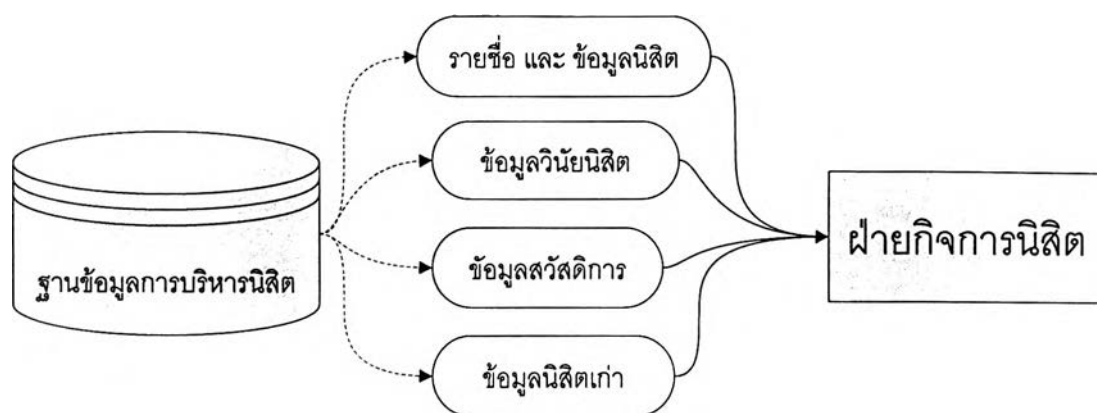 รายชื่อ และ ข้อมูลนิสิต
ข้อมูลวินัยนิสิต
ฐานข้อมูลการบริหารนิสิต
ข้อมูลสวัสดิการ
ข้อมูลนิสิตเก่า
ฝ่ายกิจการนิสิต